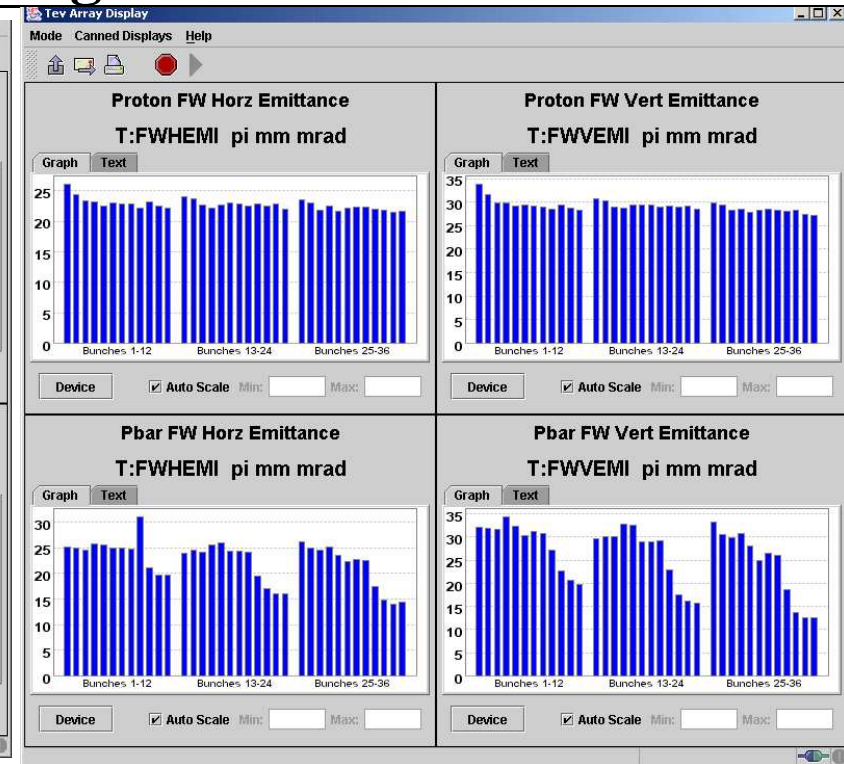 Tev Array Display
Mode Canned Displays Help
Proton FW Horz Emittance
T:FWHEMI pi mm mrad
Graph Text
25
20
15
10
5
0
Bunches 1-12 Bunches 13-24 Bunches 25-36
Device Auto Scale Min: Max:
Proton FW Vert Emittance
T:FWVEMI pi mm mrad
Graph Text
35
30
25
20
15
10
5
0
Bunches 1-12 Bunches 13-24 Bunches 25-36
Device Auto Scale Min: Max:
Pbar FW Horz Emittance
T:FWHEMI pi mm mrad
Graph Text
30
25
20
15
10
5
0
Bunches 1-12 Bunches 13-24 Bunches 25-36
Device Auto Scale Min: Max:
Pbar FW Vert Emittance
T:FWVEMI pi mm mrad
Graph Text
35
30
25
20
15
10
5
0
Bunches 1-12 Bunches 13-24 Bunches 25-36
Device Auto Scale Min: Max: